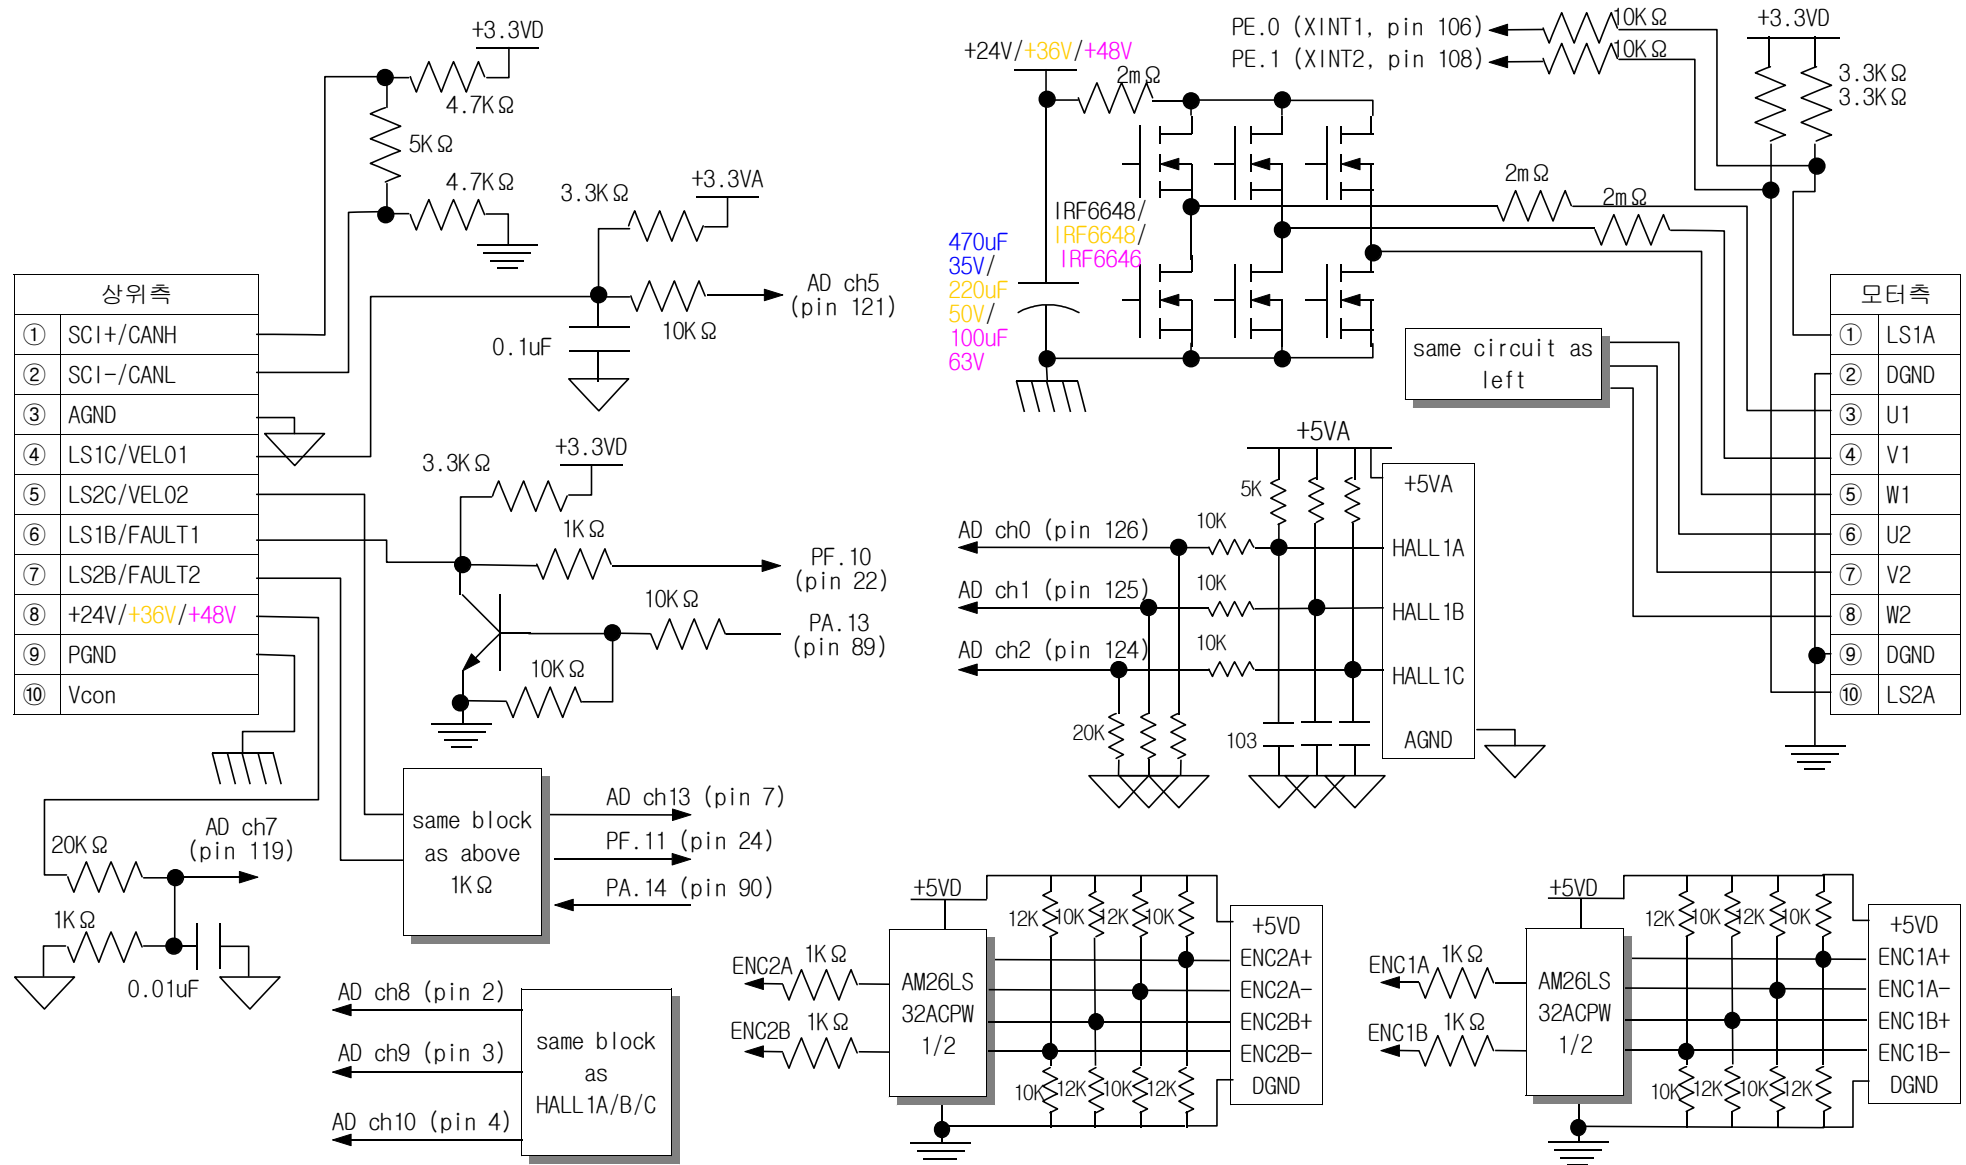 +3.3VD
4.7KΩ
5KΩ
4.7KΩ
3.3KΩ
+3.3VA
AD ch5
(pin 121)
10KΩ
0.1uF
상위측
① SCI+/CANH
② SCI-/CANL
③ AGND
④ LS1C/VEL01
⑤ LS2C/VEL02
⑥ LS1B/FAULT1
⑦ LS2B/FAULT2
⑧ +24V/+36V/+48V
⑨ PGND
⑩ Vcon
3.3KΩ
+3.3VD
1KΩ
PF.10
(pin 22)
10KΩ
PA.13
(pin 89)
10KΩ
same block
as above
1KΩ
AD ch13 (pin 7)
PF.11 (pin 24)
PA.14 (pin 90)
20KΩ
AD ch7
(pin 119)
1KΩ
0.01uF
AD ch8 (pin 2)
AD ch9 (pin 3)
AD ch10 (pin 4)
same block
as
HALL1A/B/C
+24V/+36V/+48V
2mΩ
PE.0 (XINT1, pin 106)
PE.1 (XINT2, pin 108)
10KΩ
10KΩ
+3.3VD
3.3KΩ
3.3KΩ
IRF6648/
IRF6648/
IRF6646
470uF
35V/
220uF
50V/
100uF
63V
2mΩ
2mΩ
same circuit as
left
모터측
① LS1A
② DGND
③ U1
④ V1
⑤ W1
⑥ U2
⑦ V2
⑧ W2
⑨ DGND
⑩ LS2A
+5VA
5K
AD ch0 (pin 126)
10K
AD ch1 (pin 125)
10K
AD ch2 (pin 124)
10K
20K
103
+5VA
HALL1A
HALL1B
HALL1C
AGND
+5VD
12K
10K
12K
10K
ENC2A
1KΩ
ENC2B
1KΩ
AM26LS
32ACPW
1/2
+5VD
ENC2A+
ENC2A-
ENC2B+
ENC2B-
DGND
10K
12K
10K
12K
+5VD
12K
10K
12K
10K
ENC1A
1KΩ
ENC1B
1KΩ
AM26LS
32ACPW
1/2
+5VD
ENC1A+
ENC1A-
ENC1B+
ENC1B-
DGND
10K
12K
10K
12K